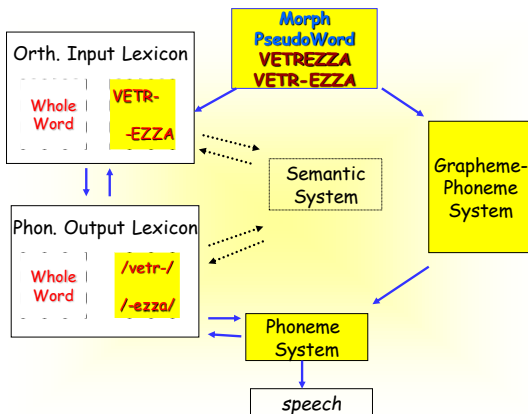 Morph
PseudoWord
VETREZZA
VETR-EZZA
Orth. Input Lexicon
Whole
Word
VETR-
-EZZA
Semantic
System
Grapheme-
Phoneme
System
Phon. Output Lexicon
Whole
Word
/vetr-/
/-ezza/
Phoneme
System
speech